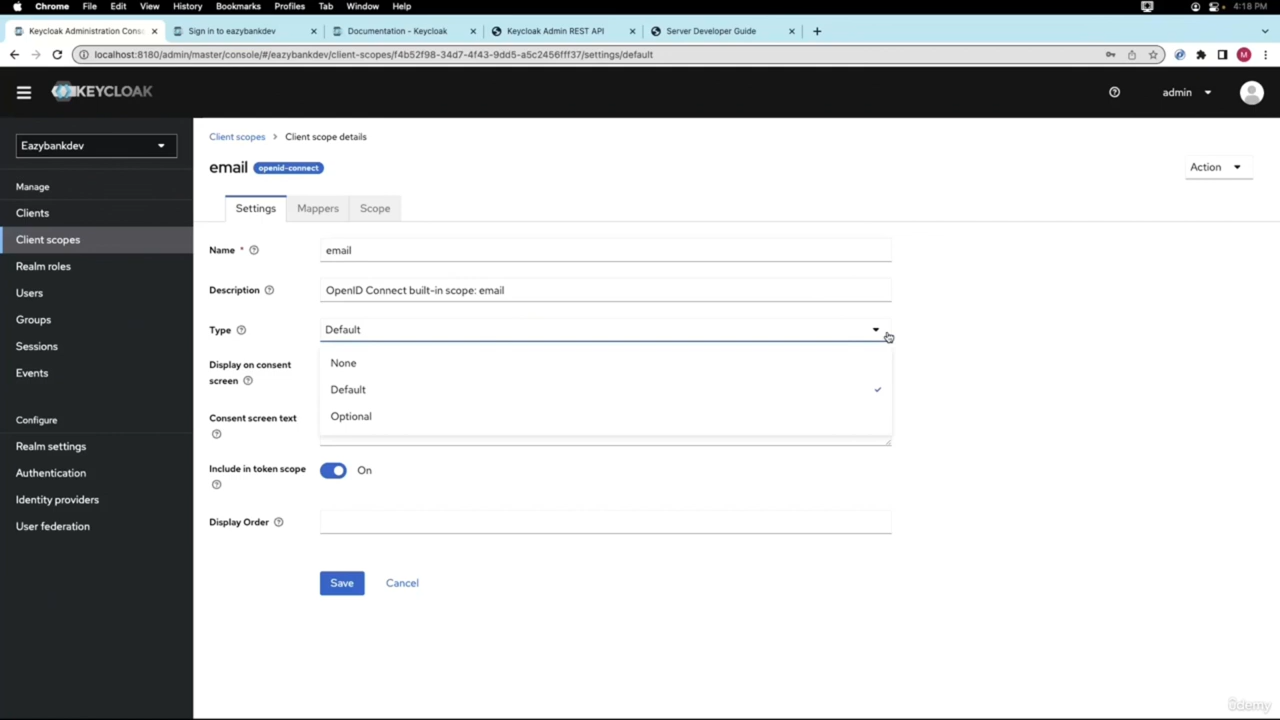 Chrome File Edit View History Bookmarks Profiles Tab Window Help 4:18 PM
Keycloak Administration Cons Sign in to eazybankdev Documentation - Keycloak Keycloak Admin REST API Server Developer Guide
localhost:8180/admin/master/console/#/eazybankdev/client-scopes/f4b52f98-34d7-4f43-9dd5-a5c2456fff37/settings/default M
KEYCLOAK admin
Eazybankdev
Manage
Clients
Client scopes
Realm roles
Users
Groups
Sessions
Events
Configure
Realm settings
Authentication
Identity providers
User federation
Client scopes > Client scope details
email openid-connect Action
Settings Mappers Scope
Name * email
Description OpenID Connect built-in scope: email
Type Default
None
Default
Optional
Display on consent
screen
Consent screen text
Include in token scope On
Display Order
Save Cancel
ûdemy